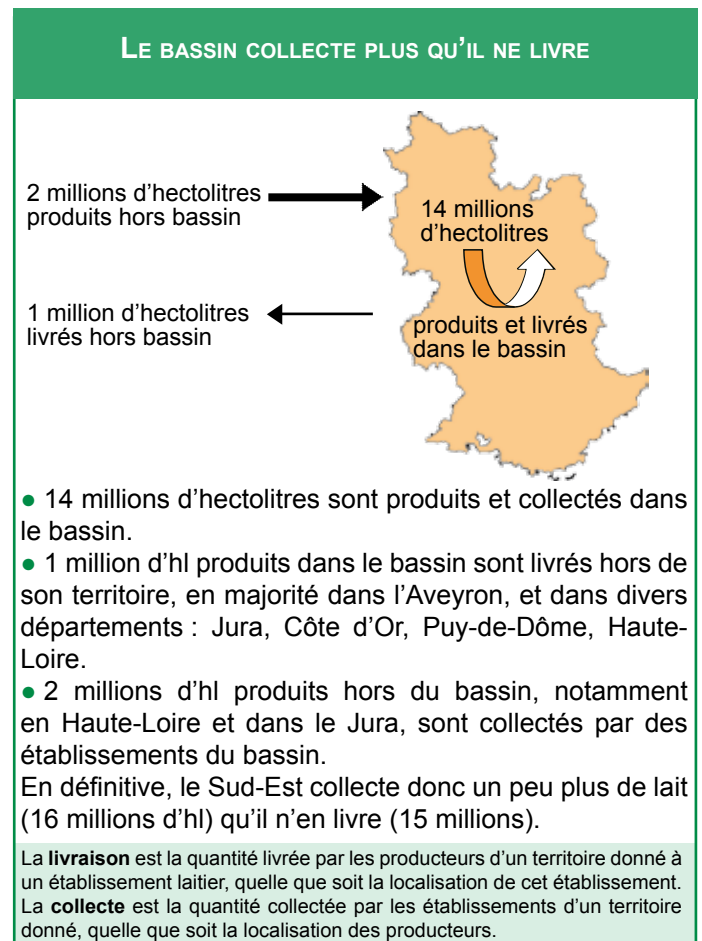 LE BASSIN COLLECTE PLUS QU'IL NE LIVRE
2 millions d'hectolitres
produits hors bassin
14 millions
d'hectolitres
1 million d'hectolitres
livrés hors bassin
produits et livrés
dans le bassin
● 14 millions d'hectolitres sont produits et collectés dans
le bassin.
● 1 million d'hl produits dans le bassin sont livrés hors de
son territoire, en majorité dans l'Aveyron, et dans divers
départements : Jura, Côte d'Or, Puy-de-Dôme, Haute-
Loire.
● 2 millions d'hl produits hors du bassin, notamment
en Haute-Loire et dans le Jura, sont collectés par des
établissements du bassin.
En définitive, le Sud-Est collecte donc un peu plus de lait
(16 millions d'hl) qu'il n'en livre (15 millions).
La livraison est la quantité livrée par les producteurs d'un territoire donné à
un établissement laitier, quelle que soit la localisation de cet établissement.
La collecte est la quantité collectée par les établissements d'un territoire
donné, quelle que soit la localisation des producteurs.